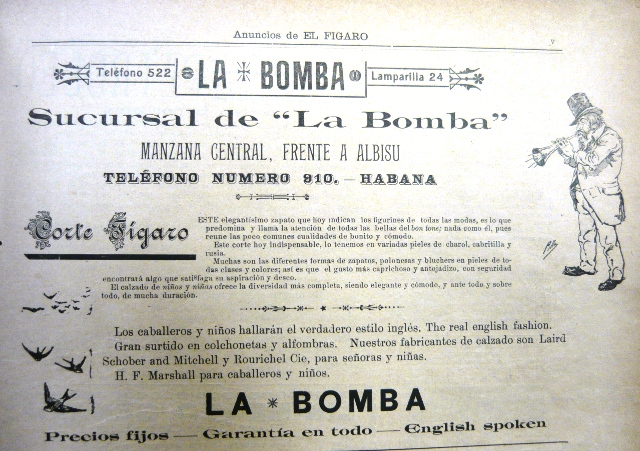 Anuncios de EL FIGARO
Teléfono 522 LA BOMBA Lamparilla 24
Sucursal de “La Bomba”
MANZANA CENTRAL, FRENTE A ALBISU
TELÉFONO NUMERO 910. — HABANA
Corte Fígaro
ESTE elegantísimo zapato que hoy indican los figurines de todas las modas, es lo que
predomina y llama la atención de todas las bellas del bon tone; nada como él, pues
reune las poco comunes cualidades de bonito y cómodo.
Este corte hoy indispensable, lo tenemos en variadas pieles de charol, cabritilla y
rusia.
Muchas son las diferentes formas de zapatos, polonesas y bluchers en pieles de to-
das clases y colores; así es que el gusto más caprichoso y antojadizo, con seguridad
encontrará algo que satisfaga en aspiración y deseo.
El calzado de niños y niñas ofrece la diversidad más completa, siendo elegante y cómodo, y ante todo y sobre
todo, de mucha duración.
Los caballeros y niños hallarán el verdadero estilo inglés. The real english fashion.
Gran surtido en colchonetas y alfombras. Nuestros fabricantes de calzado son Laird
Schober and Mitchell y Rourichel Cie, para señoras y niñas.
H. F. Marshall para caballeros y niños.
LA * BOMBA
Precios fijos — Garantía en todo — English spoken